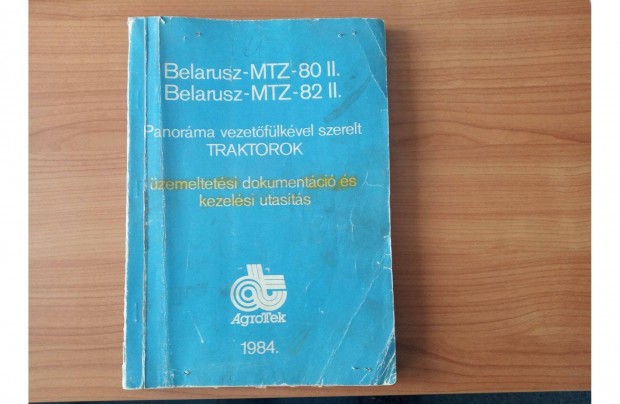 Belarusz-MTZ-80 II.
Belarusz-MTZ-82 II.
Panoráma vezetőfülkével szerelt
TRAKTOROK
üzemeltetési dokumentáció és
kezelési utasítás
AgroTek
1984.